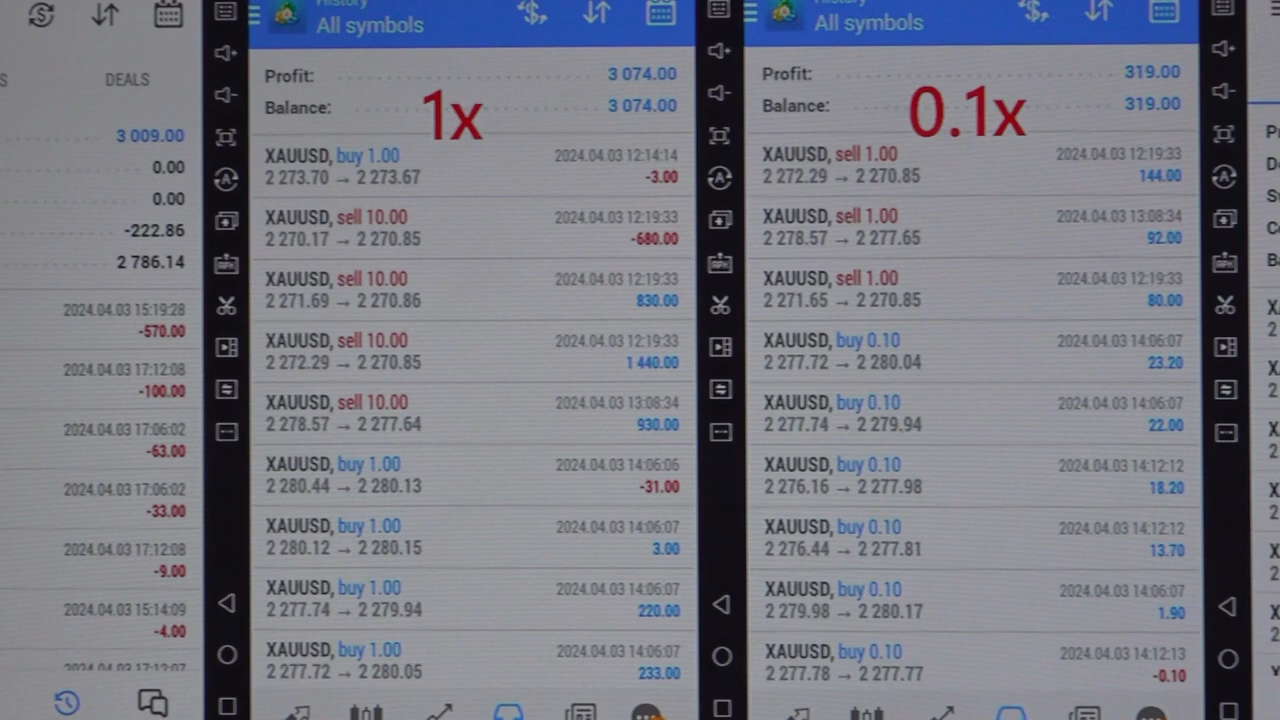 DEALS
3 009.00
0.00
0.00
-222.86
2 786.14
2024.04.03 15:19:28
-570.00
2024.04.03 17:12:08
-100.00
2024.04.03 17:06:02
-63.00
2024.04.03 17:06:02
-33.00
2024.04.03 17:12:08
-9.00
2024.04.03 15:14:09
-4.00
2024.04.03 17:12:07
History
All symbols
Profit: 3 074.00
Balance: 3 074.00
1x
XAUUSD, buy 1.00 2024.04.03 12:14:14
2 273.70 → 2 273.67 -3.00
XAUUSD, sell 10.00 2024.04.03 12:19:33
2 270.17 → 2 270.85 -680.00
XAUUSD, sell 10.00 2024.04.03 12:19:33
2 271.69 → 2 270.86 830.00
XAUUSD, sell 10.00 2024.04.03 12:19:33
2 272.29 → 2 270.85 1 440.00
XAUUSD, sell 10.00 2024.04.03 13:08:34
2 278.57 → 2 277.64 930.00
XAUUSD, buy 1.00 2024.04.03 14:06:06
2 280.44 → 2 280.13 -31.00
XAUUSD, buy 1.00 2024.04.03 14:06:07
2 280.12 → 2 280.15 3.00
XAUUSD, buy 1.00 2024.04.03 14:06:07
2 277.74 → 2 279.94 220.00
XAUUSD, buy 1.00 2024.04.03 14:06:07
2 277.72 → 2 280.05 233.00
History
All symbols
Profit: 319.00
Balance: 319.00
0.1x
XAUUSD, sell 1.00 2024.04.03 12:19:33
2 272.29 → 2 270.85 144.00
XAUUSD, sell 1.00 2024.04.03 13:08:34
2 278.57 → 2 277.65 92.00
XAUUSD, sell 1.00 2024.04.03 12:19:33
2 271.65 → 2 270.85 80.00
XAUUSD, buy 0.10 2024.04.03 14:06:07
2 277.72 → 2 280.04 23.20
XAUUSD, buy 0.10 2024.04.03 14:06:07
2 277.74 → 2 279.94 22.00
XAUUSD, buy 0.10 2024.04.03 14:12:12
2 276.16 → 2 277.98 18.20
XAUUSD, buy 0.10 2024.04.03 14:12:12
2 276.44 → 2 277.81 13.70
XAUUSD, buy 0.10 2024.04.03 14:06:07
2 279.98 → 2 280.17 1.90
XAUUSD, buy 0.10 2024.04.03 14:12:13
2 277.78 → 2 277.77 -0.10